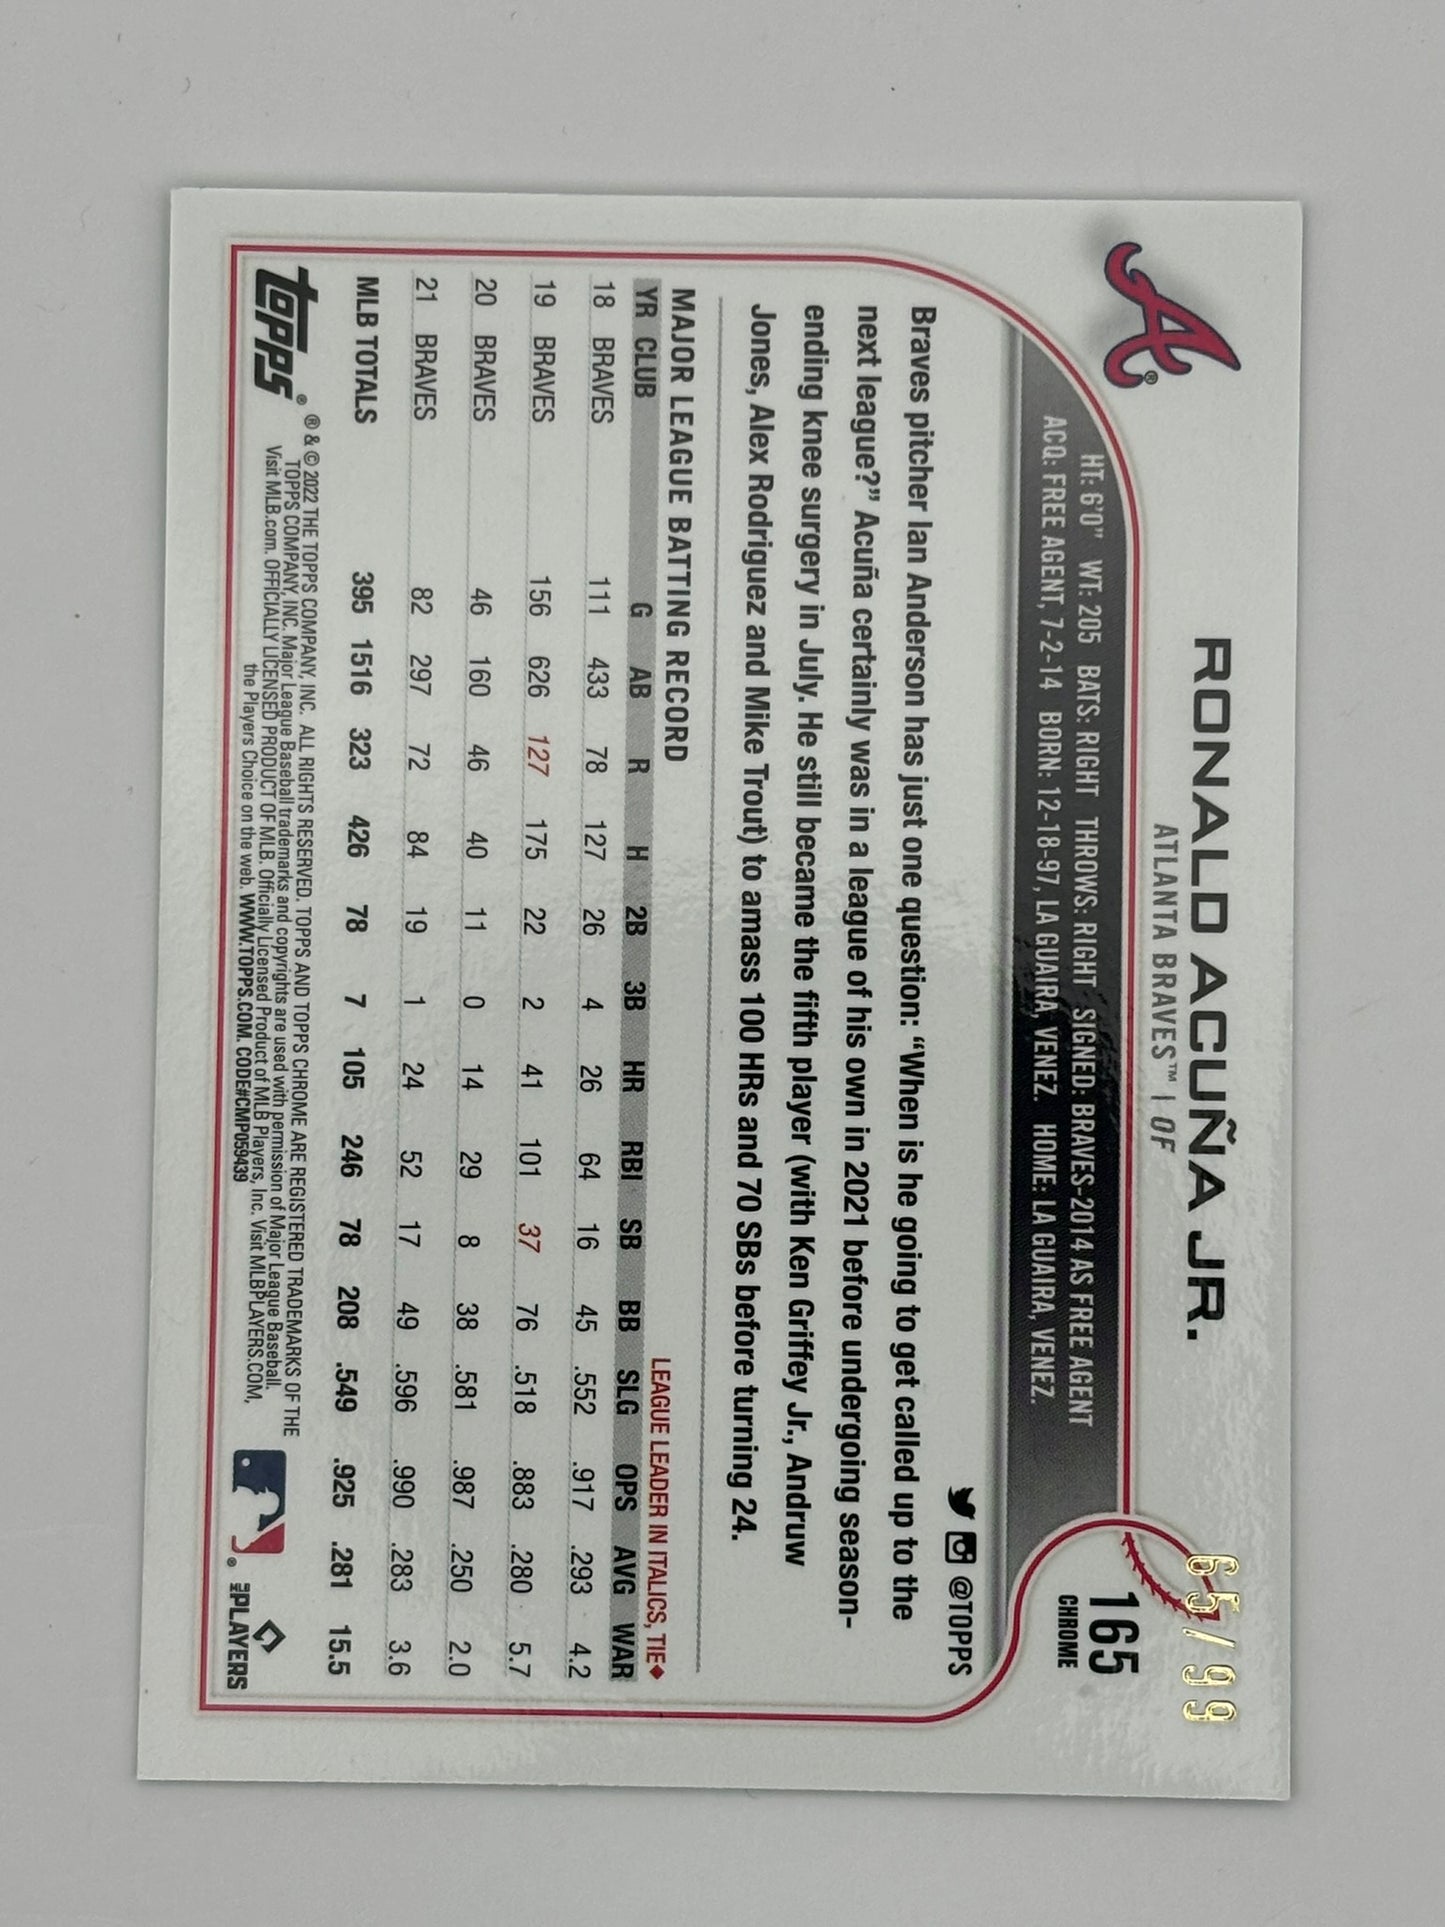 65/99
RONALD ACUÑA JR.
ATLANTA BRAVES™ | OF
165
CHROME
A®
HT: 6'0" WT: 205 BATS: RIGHT THROWS: RIGHT SIGNED: BRAVES-2014 AS FREE AGENT
ACQ: FREE AGENT, 7-2-14 BORN: 12-18-97, LA GUAIRA, VENEZ. HOME: LA GUAIRA, VENEZ.
@TOPPS
Braves pitcher Ian Anderson has just one question: “When is he going to get called up to the
next league?” Acuña certainly was in a league of his own in 2021 before undergoing season-
ending knee surgery in July. He still became the fifth player (with Ken Griffey Jr., Andruw
Jones, Alex Rodriguez and Mike Trout) to amass 100 HRs and 70 SBs before turning 24.
MAJOR LEAGUE BATTING RECORD
LEAGUE LEADER IN ITALICS, TIE♦
YR CLUB G AB R H 2B 3B HR RBI SB BB SLG OPS AVG WAR
18 BRAVES 111 433 78 127 26 4 26 64 16 45 .552 .917 .293 4.2
19 BRAVES 156 626 127 175 22 2 41 101 37 76 .518 .883 .280 5.7
20 BRAVES 46 160 46 40 11 0 14 29 8 38 .581 .987 .250 2.0
21 BRAVES 82 297 72 84 19 1 24 52 17 49 .596 .990 .283 3.6
MLB TOTALS 395 1516 323 426 78 7 105 246 78 208 .549 .925 .281 15.5
topps®
® & © 2022 THE TOPPS COMPANY, INC. ALL RIGHTS RESERVED. TOPPS AND TOPPS CHROME ARE REGISTERED TRADEMARKS OF THE
TOPPS COMPANY, INC. Major League Baseball trademarks and copyrights are used with permission of Major League Baseball.
Visit MLB.com. OFFICIALLY LICENSED PRODUCT OF MLB. Officially Licensed Product of MLB Players, Inc. Visit MLBPLAYERS.COM,
the Players Choice on the web. WWW.TOPPS.COM. CODE#CMP059439
®
MLBPLAYERS